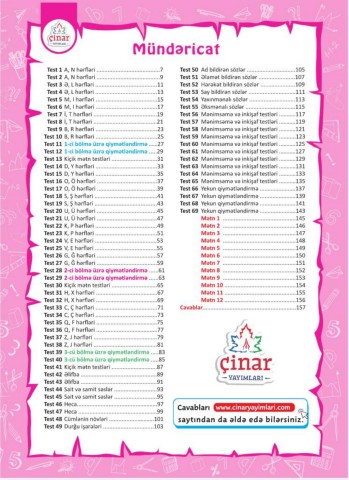 çinar
YAYIMLARI
Mündəricat
Test 1 A, N hərfləri 7
Test 2 A, N hərfləri 9
Test 3 Ə, L hərfləri 11
Test 4 Ə, L hərfləri 13
Test 5 M, I hərfləri 15
Test 6 M, I hərfləri 17
Test 7 İ, T hərfləri 19
Test 8 İ, T hərfləri 21
Test 9 B, R hərfləri 23
Test 10 B, R hərfləri 25
Test 11 1-ci bölmə üzrə qiymətləndirmə 27
Test 12 1-ci bölmə üzrə qiymətləndirmə 29
Test 13 Kiçik mətn testləri 31
Test 14 D, Y hərfləri 33
Test 15 D, Y hərfləri 35
Test 16 O, Ö hərfləri 37
Test 17 O, Ö hərfləri 39
Test 18 S, Ş hərfləri 41
Test 19 S, Ş hərfləri 43
Test 20 U, Ü hərfləri 45
Test 21 U, Ü hərfləri 47
Test 22 K, P hərfləri 49
Test 23 K, P hərfləri 51
Test 24 V, E hərfləri 53
Test 25 V, E hərfləri 55
Test 26 G, Ğ hərfləri 57
Test 27 G, Ğ hərfləri 59
Test 28 2-ci bölmə üzrə qiymətləndirmə 61
Test 29 2-ci bölmə üzrə qiymətləndirmə 63
Test 30 Kiçik mətn testləri 65
Test 31 H, X hərfləri 67
Test 32 H, X hərfləri 69
Test 33 C, Ç hərfləri 71
Test 34 C, Ç hərfləri 73
Test 35 Q, F hərfləri 75
Test 36 Q, F hərfləri 77
Test 37 Z, J hərfləri 79
Test 38 Z, J hərfləri 81
Test 39 3-cü bölmə üzrə qiymətləndirmə 83
Test 40 3-cü bölmə üzrə qiymətləndirmə 85
Test 41 Kiçik mətn testləri 87
Test 42 Əlifba 89
Test 43 Əlifba 91
Test 44 Sait və samit səslər 93
Test 45 Sait və samit səslər 95
Test 46 Heca 97
Test 47 Heca 99
Test 48 Cümlənin növləri 101
Test 49 Durğu işarələri 103
Test 50 Ad bildirən sözlər 105
Test 51 Əlamət bildirən sözlər 107
Test 52 Hərəkət bildirən sözlər 109
Test 53 Say bildirən sözlər 111
Test 54 Yaxınmənalı sözlər 113
Test 55 Əksmənalı sözlər 115
Test 56 Mənimsəmə və inkişaf testləri 117
Test 57 Mənimsəmə və inkişaf testləri 119
Test 58 Mənimsəmə və inkişaf testləri 121
Test 59 Mənimsəmə və inkişaf testləri 123
Test 60 Mənimsəmə və inkişaf testləri 125
Test 61 Mənimsəmə və inkişaf testləri 127
Test 62 Mənimsəmə və inkişaf testləri 129
Test 63 Mənimsəmə və inkişaf testləri 131
Test 64 Mənimsəmə və inkişaf testləri 133
Test 65 Mənimsəmə və inkişaf testləri 135
Test 66 Yekun qiymətləndirmə 137
Test 67 Yekun qiymətləndirmə 139
Test 68 Yekun qiymətləndirmə 141
Test 69 Yekun qiymətləndirmə 143
Mətn 1 145
Mətn 2 146
Mətn 3 147
Mətn 4 148
Mətn 5 149
Mətn 6 150
Mətn 7 151
Mətn 8 152
Mətn 9 153
Mətn 10 154
Mətn 11 155
Mətn 12 156
Cavablar 157
çinar
YAYIMLARI
Cavabları www.cinaryayimlari.com
saytından da əldə edə bilərsiniz.